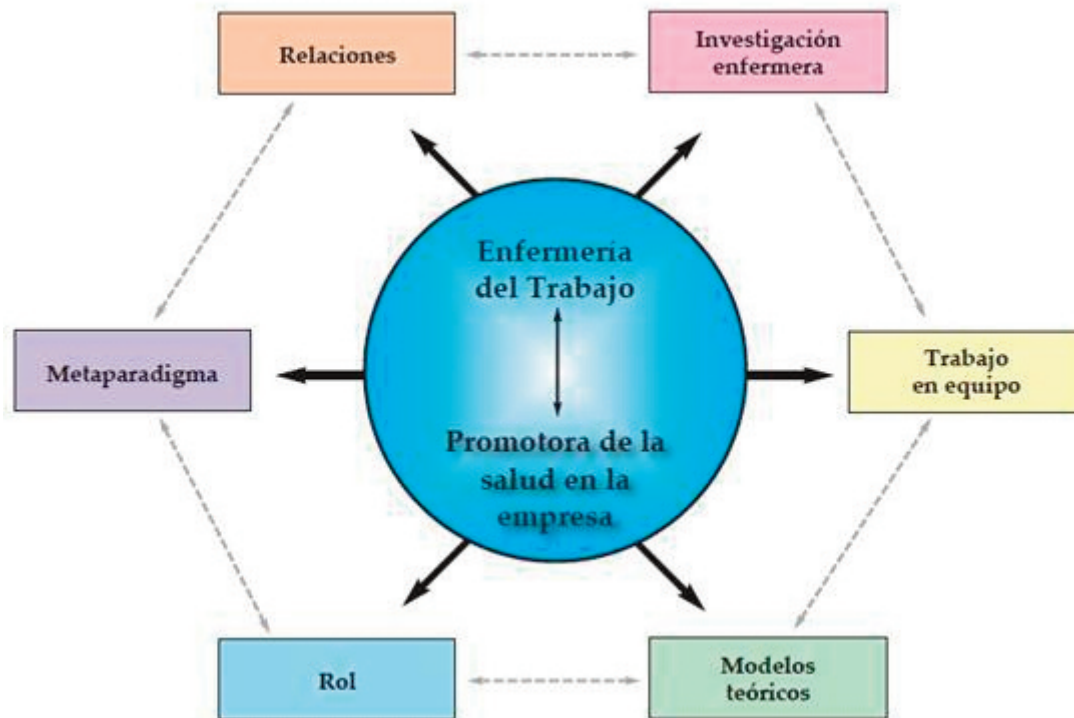 Relaciones
Investigación
enfermera
Enfermería
del Trabajo
Metaparadigma
Trabajo
en equipo
Promotora de la
salud en la
empresa
Rol
Modelos
teóricos